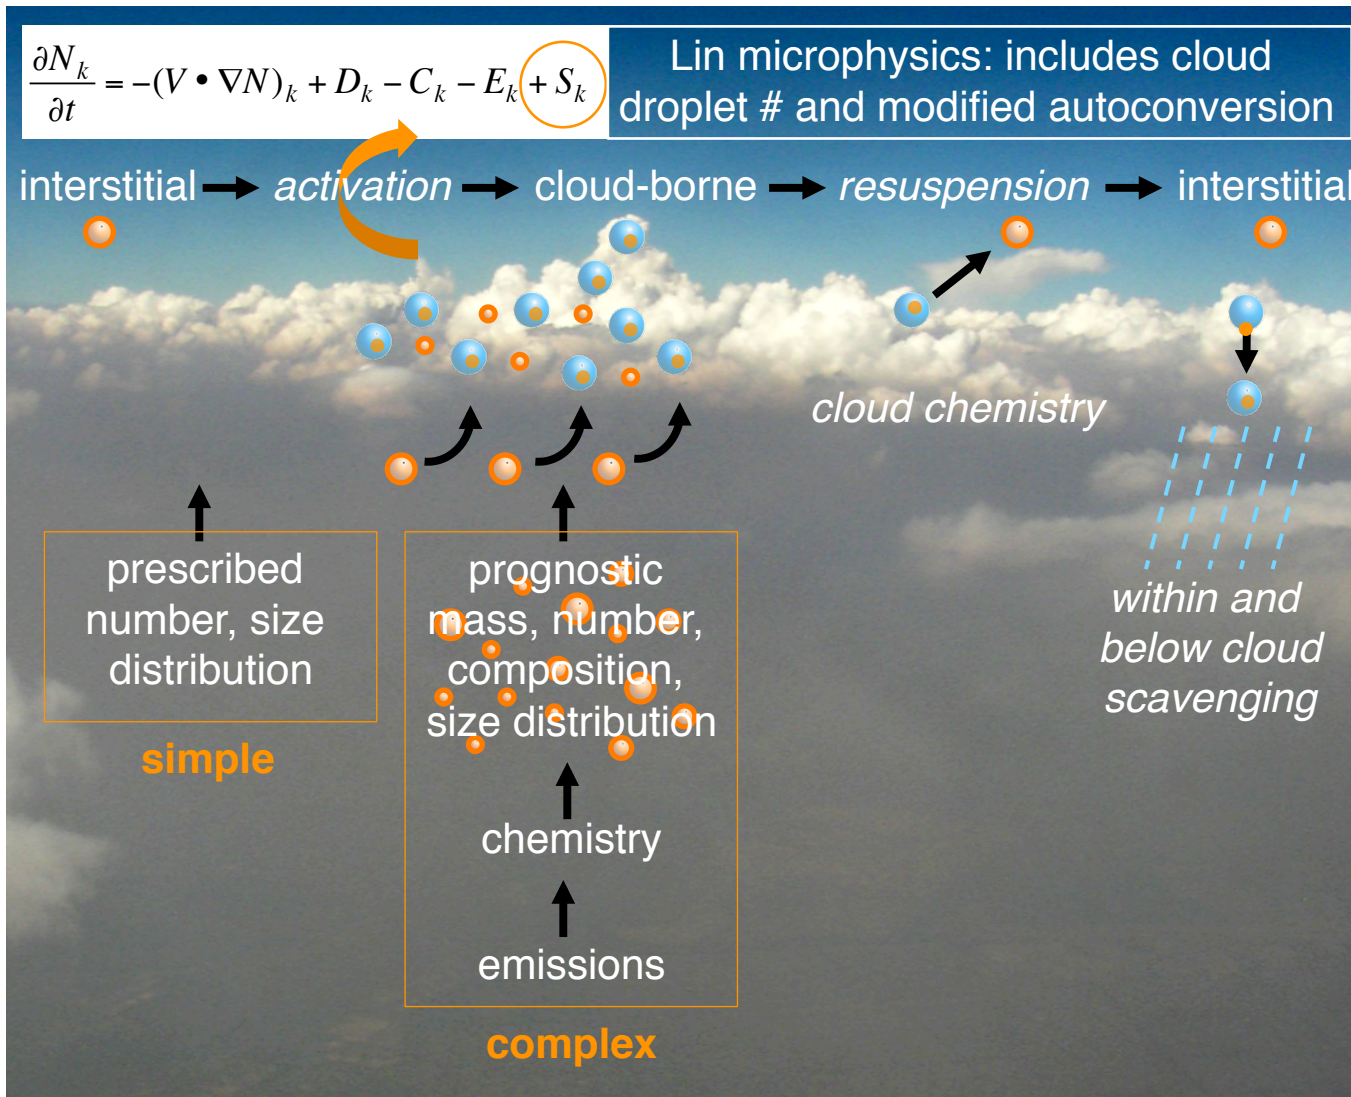 ∂N_k/∂t = −(V • ∇N)_k + D_k − C_k − E_k + S_k
Lin microphysics: includes cloud
droplet # and modified autoconversion
interstitial
activation
cloud-borne
resuspension
interstitial
cloud chemistry
prescribed
number, size
distribution
simple
prognostic
mass, number,
composition,
size distribution
chemistry
emissions
complex
within and
below cloud
scavenging